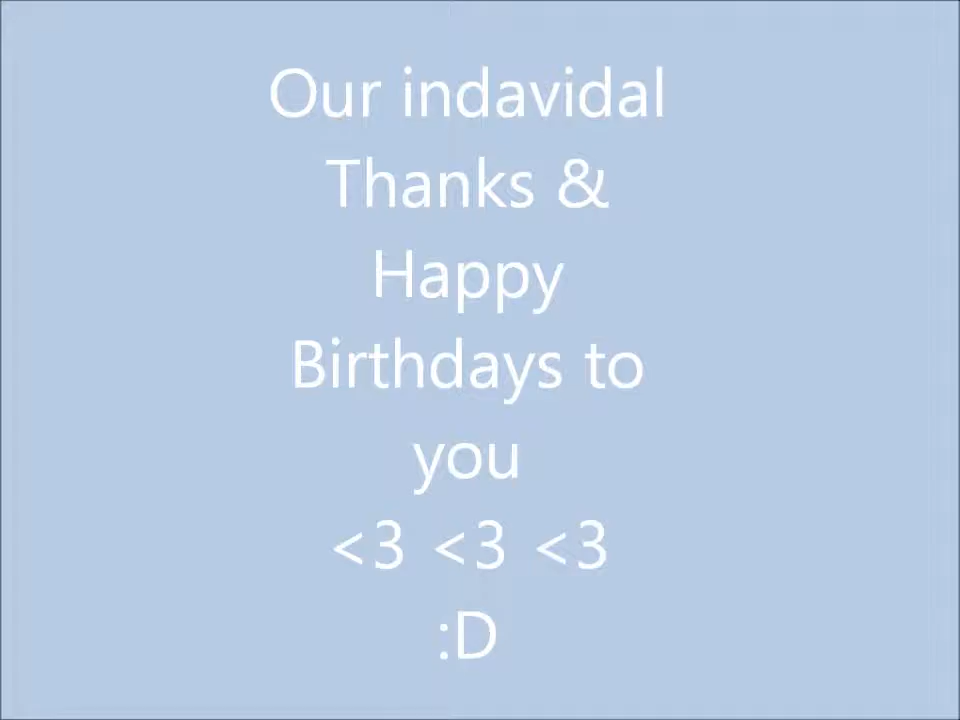 Our indavidal
Thanks &
Happy
Birthdays to
you
<3 <3 <3
:D